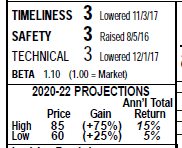 TIMELINESS 3 Lowered 11/3/17
SAFETY 3 Raised 8/5/16
TECHNICAL 3 Lowered 12/1/17
BETA 1.10 (1.00 = Market)
2020-22 PROJECTIONS
Ann'l Total
Price Gain Return
High 85 (+75%) 15%
Low 60 (+25%) 5%